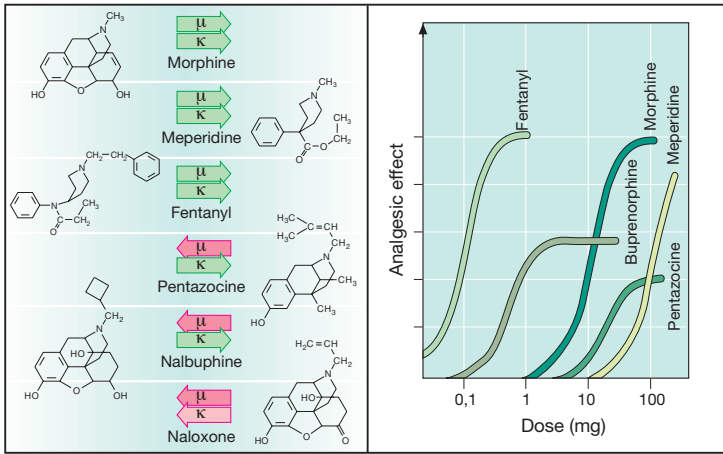 CH₃
N
O
HO
OH
μ
κ
Morphine
μ
κ
Meperidine
CH₃
N
CH₃
CH₂
C
O
O
N
CH₂
CH₂
N
CH₃
C
CH₂
O
μ
κ
Fentanyl
μ
κ
Pentazocine
H₃C
C=CH
H₃C
CH₂
N
CH₃
CH₃
HO
CH₂
N
HO
O
HO
OH
μ
κ
Nalbuphine
μ
κ
Naloxone
H₂C=C
CH₂
N
HO
O
HO
O
Analgesic effect
Fentanyl
Buprenorphine
Morphine
Meperidine
Pentazocine
0,1
1
10
100
Dose (mg)